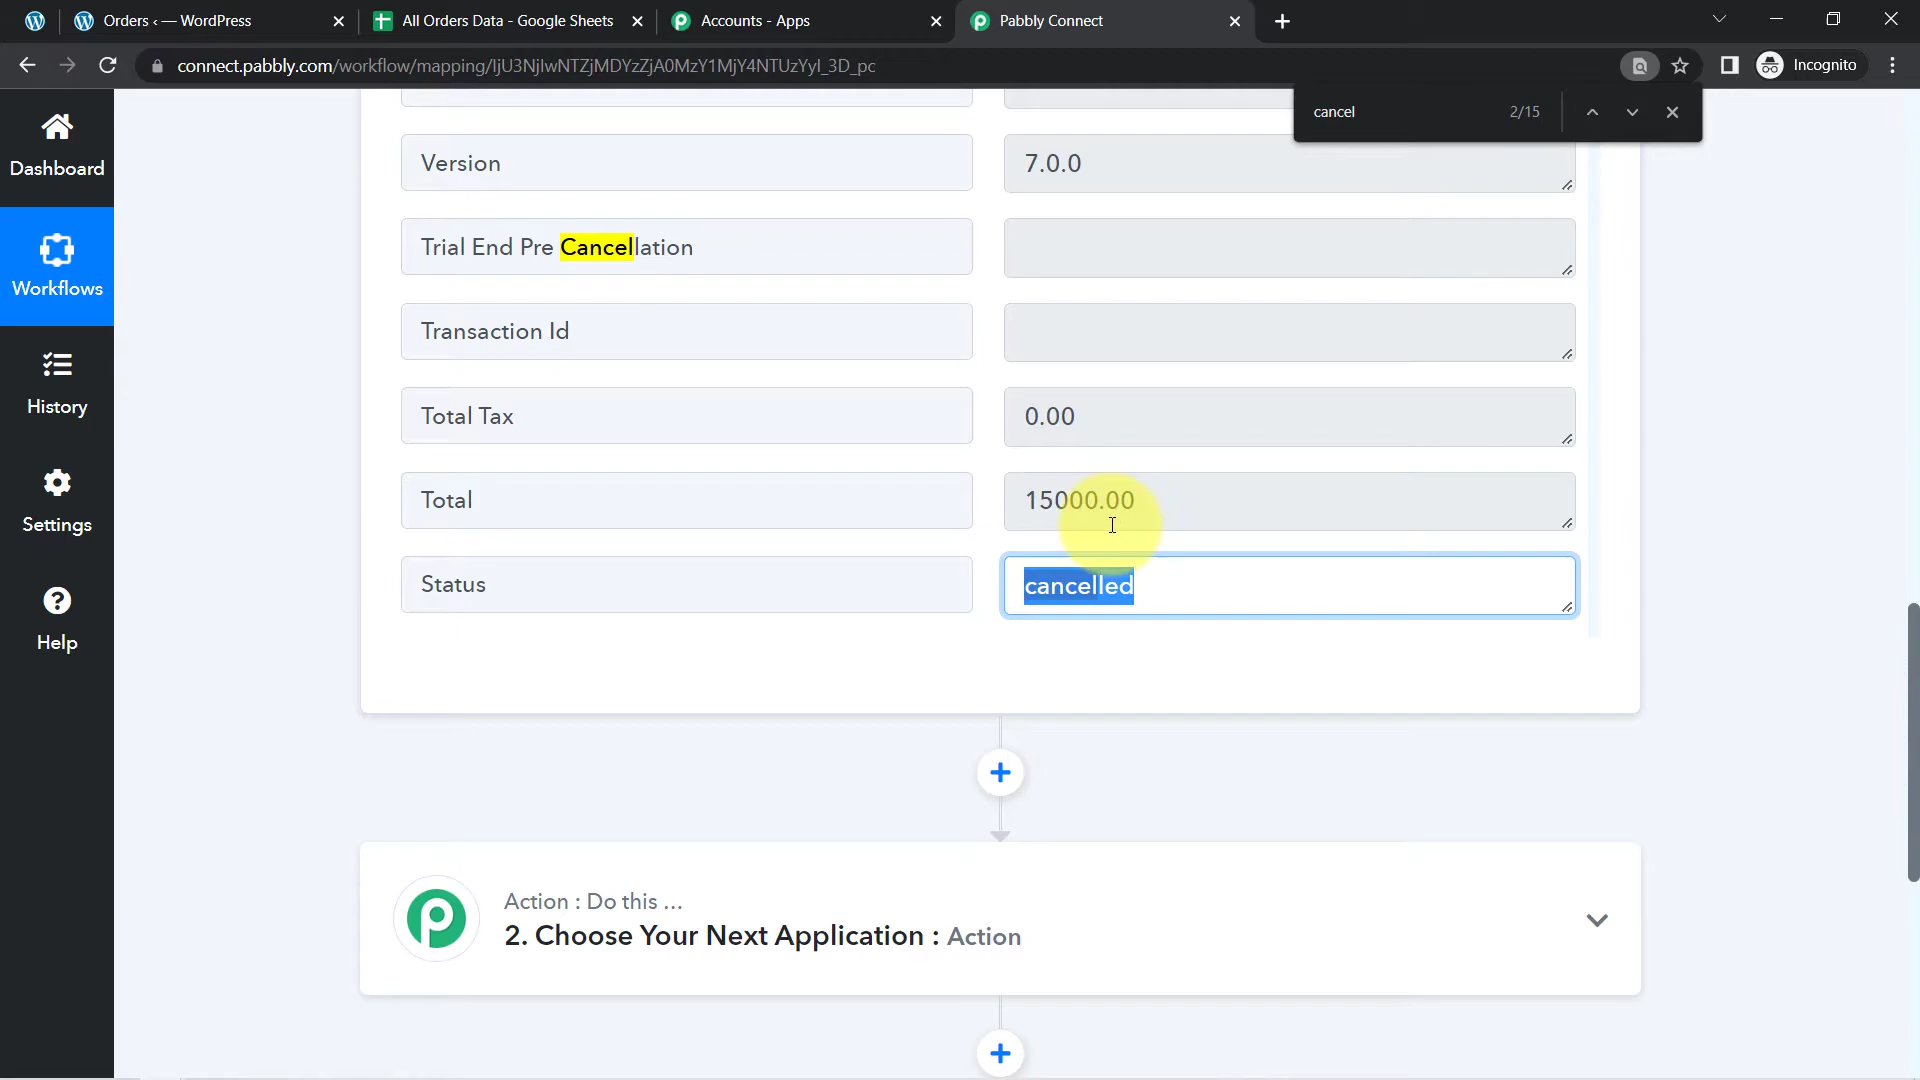 Orders ‹ — WordPress
All Orders Data - Google Sheets
Accounts - Apps
Pabbly Connect
connect.pabbly.com/workflow/mapping/IjU3NjIwNTZjMDYzZjA0MzY1MjY4NTUzYyI_3D_pc
Incognito
cancel 2/15
Dashboard
Workflows
History
Settings
Help
Version 7.0.0
Trial End Pre Cancellation
Transaction Id
Total Tax 0.00
Total 15000.00
Status cancelled
Action : Do this ...
2. Choose Your Next Application : Action